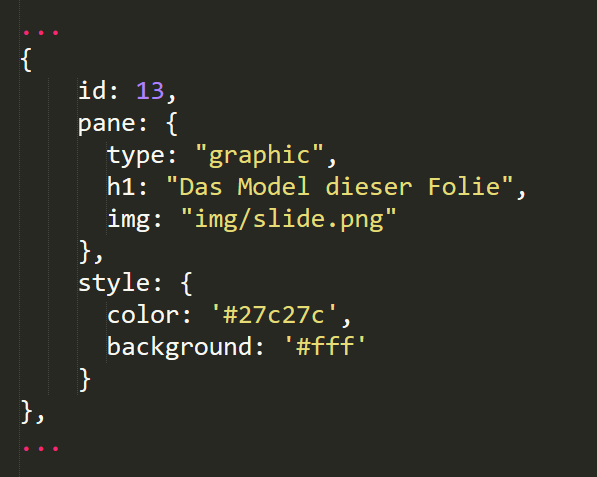 ...
{
id: 13,
pane: {
type: "graphic",
h1: "Das Model dieser Folie",
img: "img/slide.png"
},
style: {
color: '#27c27c',
background: '#fff'
}
},
...